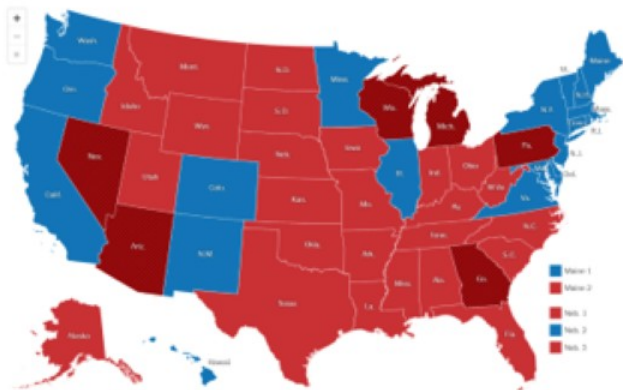 Wash.
Ore.
Calif.
Nev.
Idaho
Mont.
Wyo.
Utah
Ariz.
Colo.
N.M.
N.D.
S.D.
Neb.
Kan.
Okla.
Texas
Minn.
Iowa
Mo.
Ark.
La.
Wis.
Ill.
Mich.
Ind.
Ohio
Ky.
Tenn.
Miss.
Ala.
Ga.
Fla.
S.C.
N.C.
Va.
W.Va.
Pa.
N.Y.
Maine
N.H.
Mass.
R.I.
N.J.
Del.
Alaska
Hawaii
Maine 1
Maine 2
Neb. 1
Neb. 2
Neb. 3